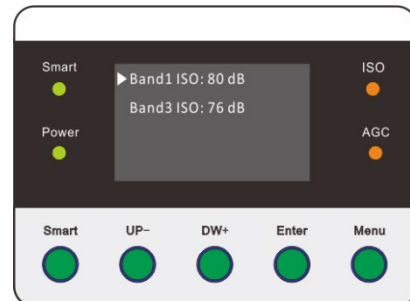 Smart
ISO
Band1 ISO: 80 dB
Band3 ISO: 76 dB
Power
AGC
Smart
UP-
DW+
Enter
Menu